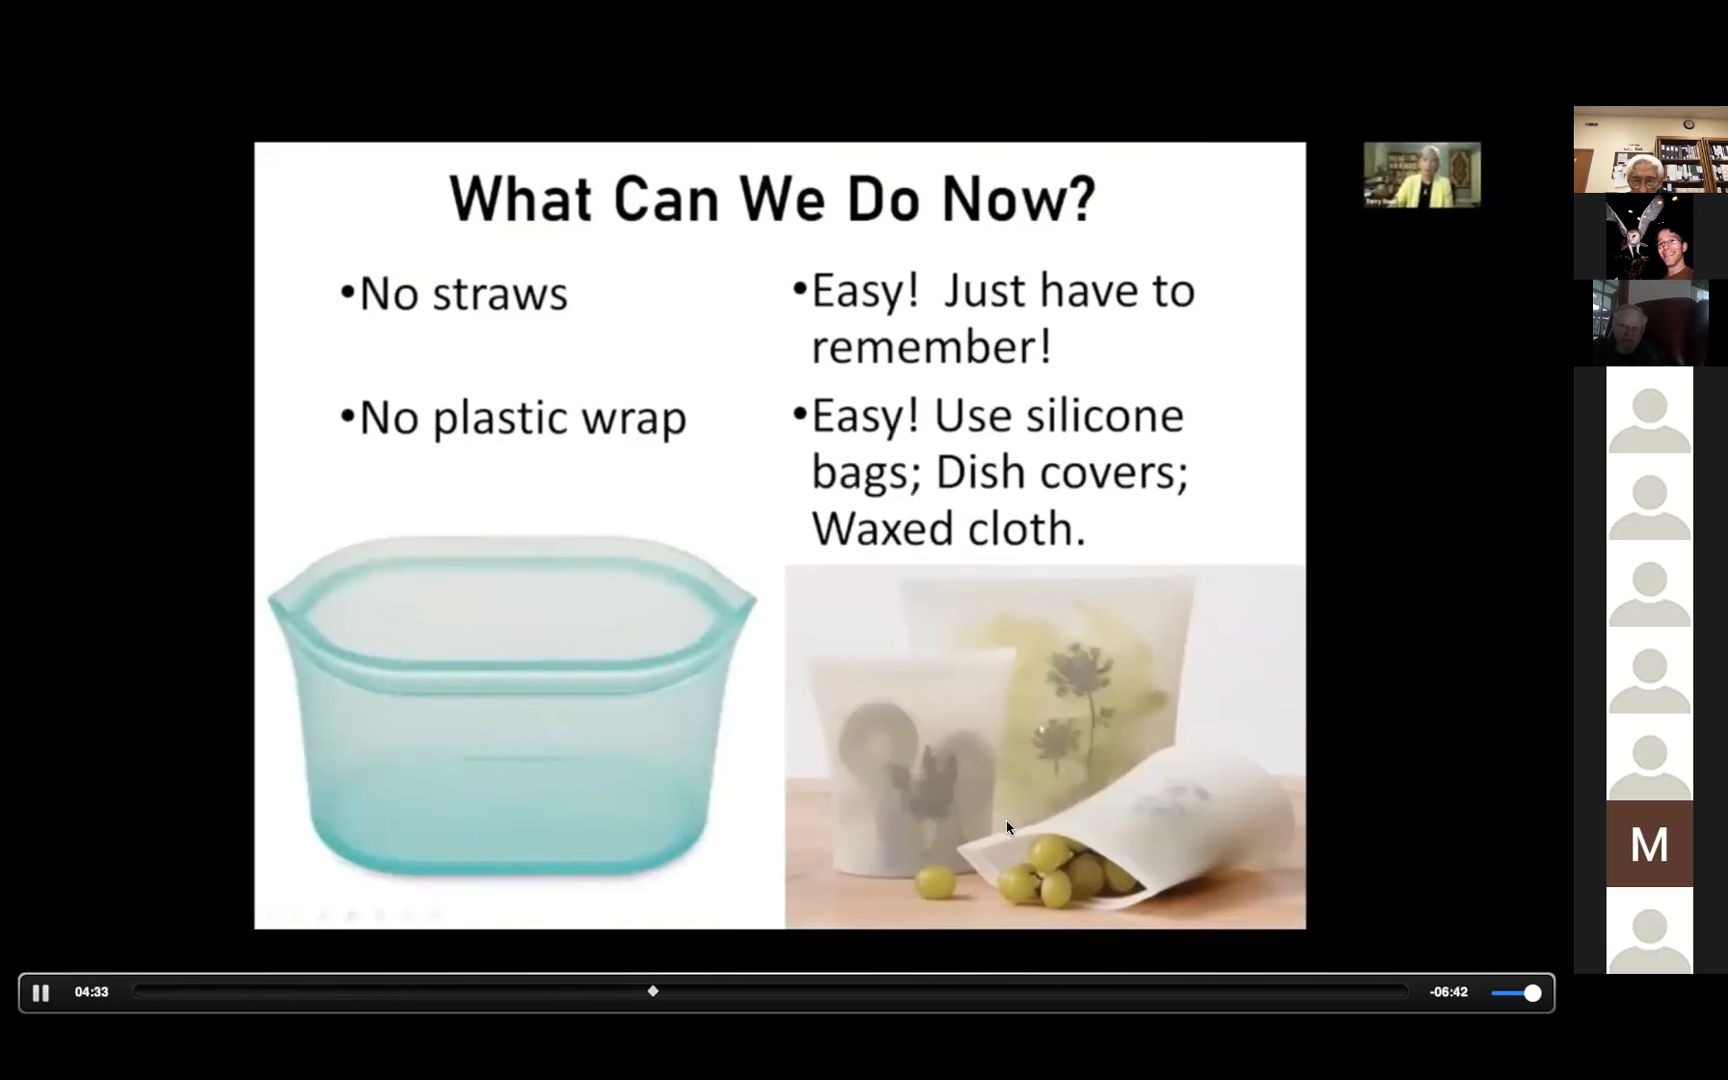 What Can We Do Now?
•No straws
•No plastic wrap
•Easy!  Just have to
remember!
•Easy! Use silicone
bags; Dish covers;
Waxed cloth.
Terry
M
04:33
-06:42